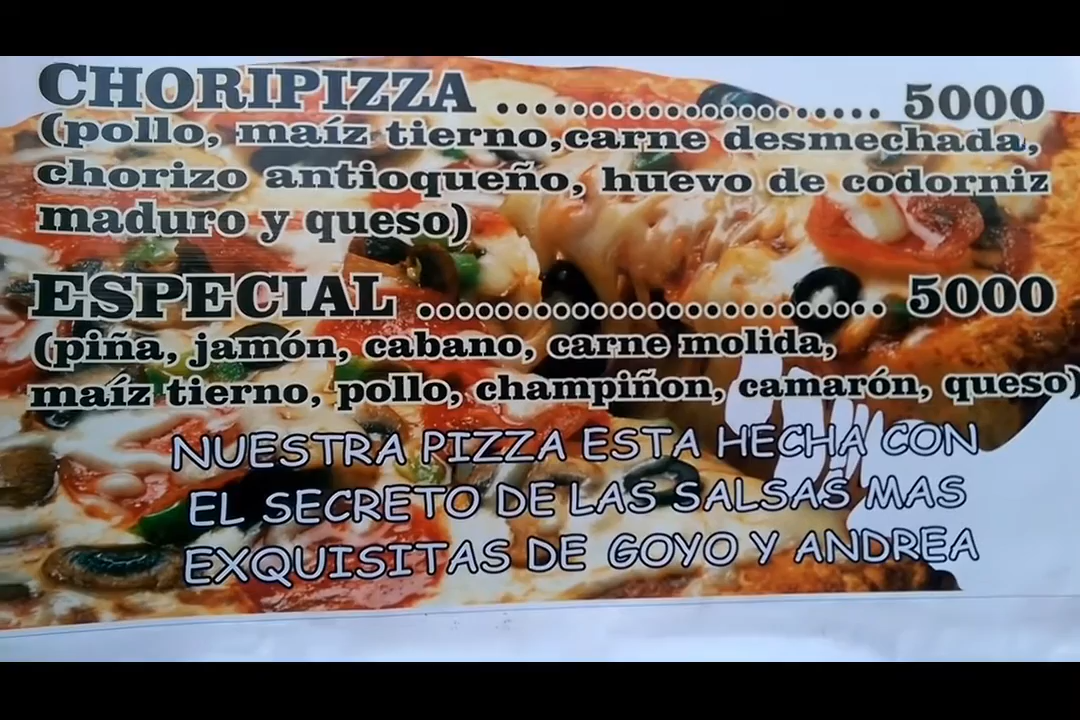 CHORIPIZZA ................................ 5000
(pollo, maíz tierno,carne desmechada,
chorizo antioqueño, huevo de codorniz
maduro y queso)
ESPECIAL ................................ 5000
(piña, jamón, cabano, carne molida,
maíz tierno, pollo, champiñon, camarón, queso)
NUESTRA PIZZA ESTA HECHA CON
EL SECRETO DE LAS SALSAS MAS
EXQUISITAS DE GOYO Y ANDREA